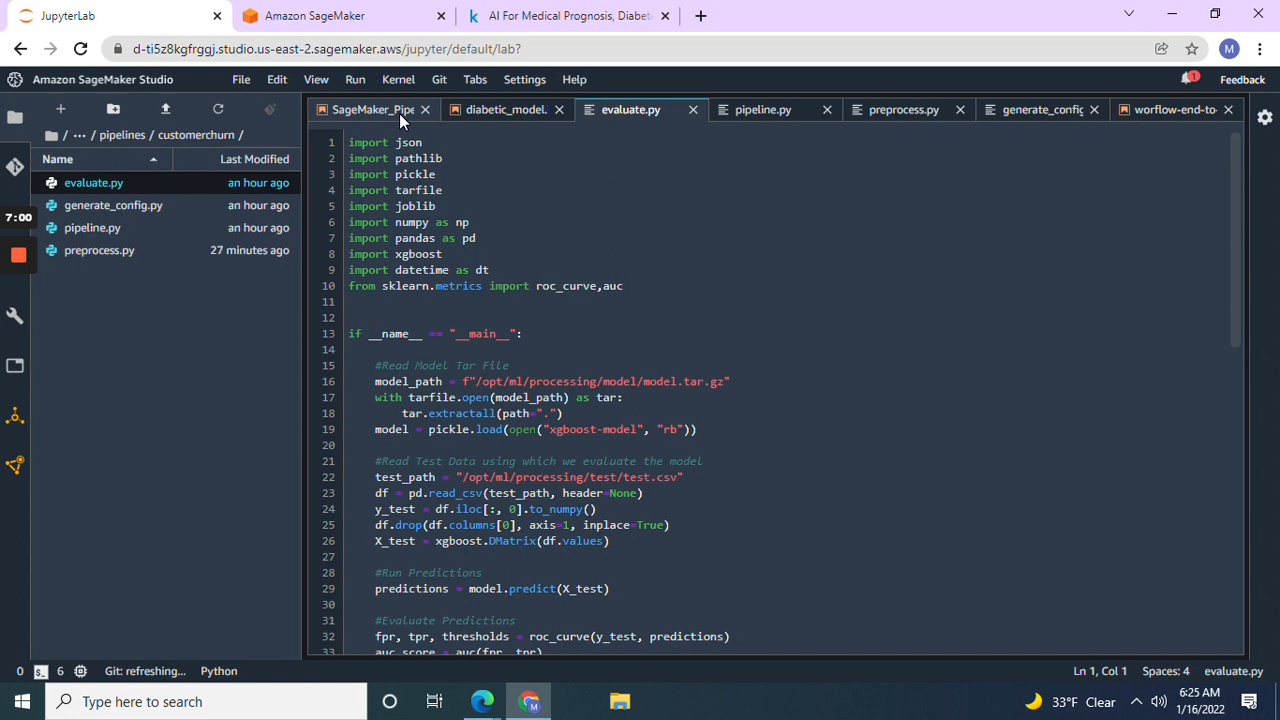 JupyterLab
Amazon SageMaker
AI For Medical Prognosis, Diabet
d-ti5z8kgfrggj.studio.us-east-2.sagemaker.aws/jupyter/default/lab?
M
Amazon SageMaker Studio
File Edit View Run Kernel Git Tabs Settings Help
1
Feedback
SageMaker_Pipe
diabetic_model.
evaluate.py
pipeline.py
preprocess.py
generate_config
worflow-end-to-
/ ··· / pipelines / customerchurn /
Name Last Modified
evaluate.py an hour ago
generate_config.py an hour ago
pipeline.py an hour ago
preprocess.py 27 minutes ago
7:00
1 import json
2 import pathlib
3 import pickle
4 import tarfile
5 import joblib
6 import numpy as np
7 import pandas as pd
8 import xgboost
9 import datetime as dt
10 from sklearn.metrics import roc_curve,auc
11
12
13 if __name__ == "__main__":
14
15 #Read Model Tar File
16 model_path = f"/opt/ml/processing/model/model.tar.gz"
17 with tarfile.open(model_path) as tar:
18 tar.extractall(path=".")
19 model = pickle.load(open("xgboost-model", "rb"))
20
21 #Read Test Data using which we evaluate the model
22 test_path = "/opt/ml/processing/test/test.csv"
23 df = pd.read_csv(test_path, header=None)
24 y_test = df.iloc[:, 0].to_numpy()
25 df.drop(df.columns[0], axis=1, inplace=True)
26 X_test = xgboost.DMatrix(df.values)
27
28 #Run Predictions
29 predictions = model.predict(X_test)
30
31 #Evaluate Predictions
32 fpr, tpr, thresholds = roc_curve(y_test, predictions)
33 auc_score = auc(fpr, tpr)
0 $_ 6 Git: refreshing... Python
Ln 1, Col 1 Spaces: 4 evaluate.py
Type here to search
M
33°F Clear
6:25 AM
1/16/2022